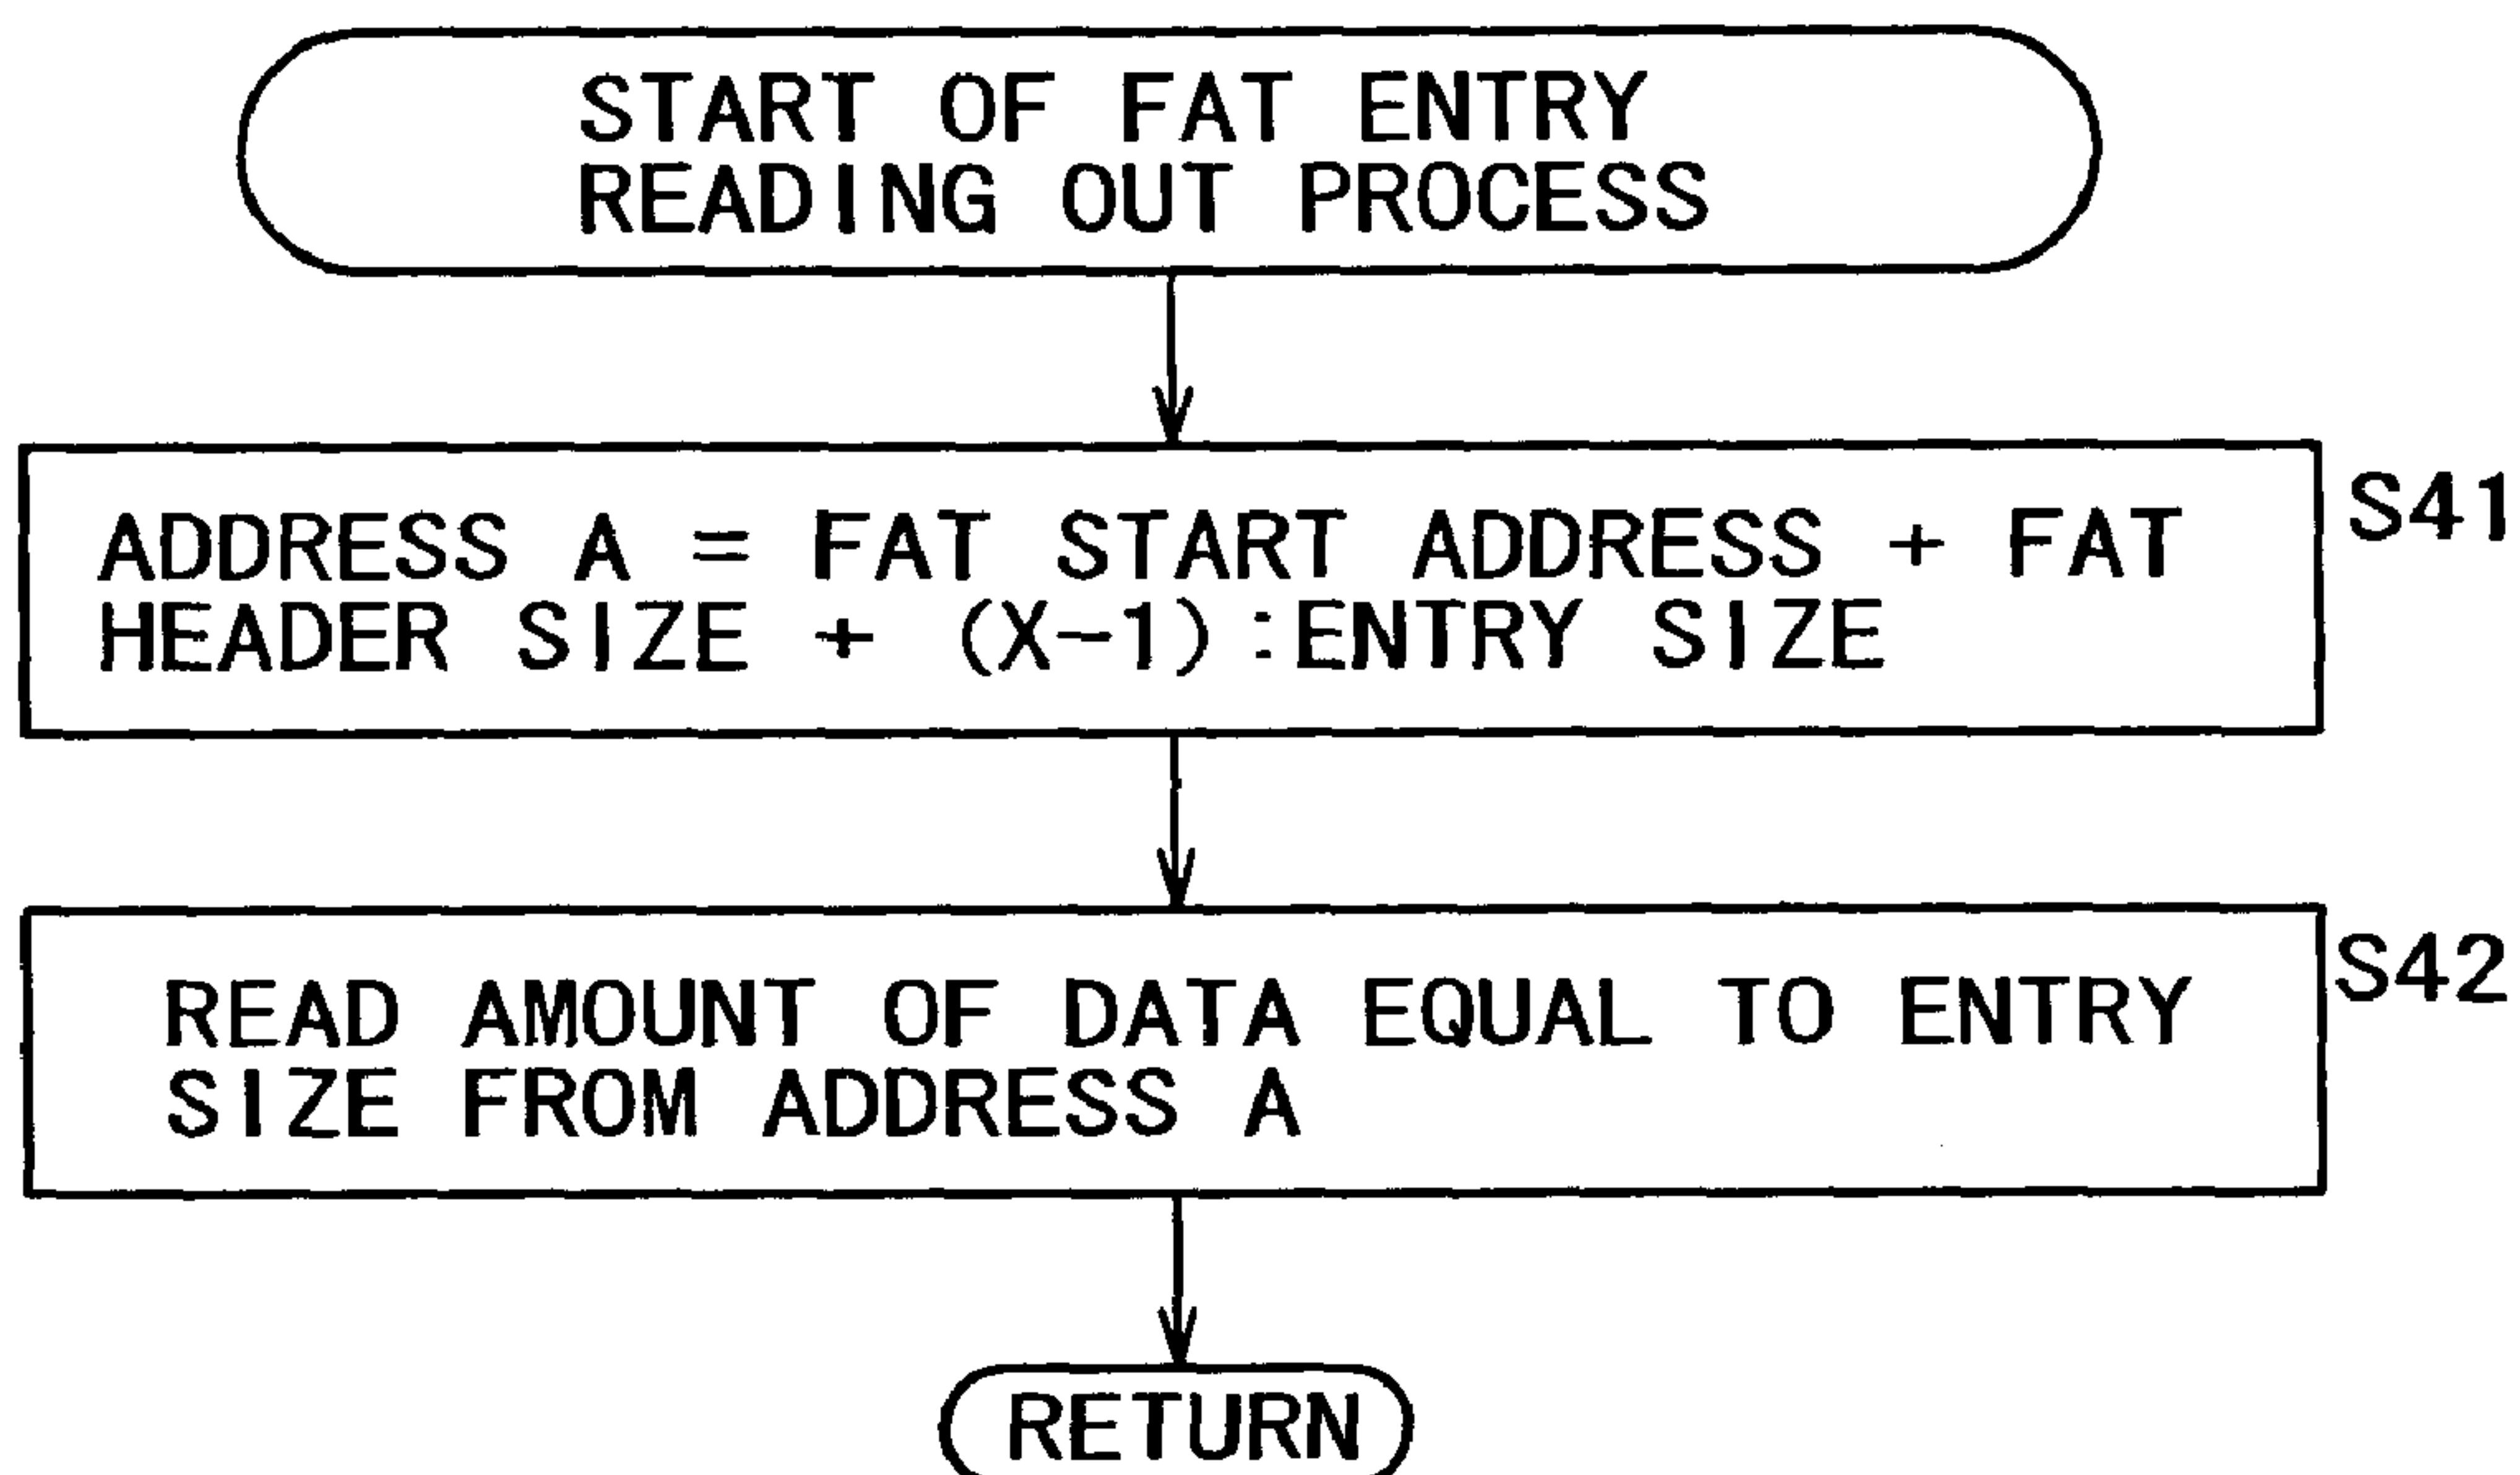 START OF FAT ENTRY
READING OUT PROCESS
ADDRESS A = FAT START ADDRESS + FAT
HEADER SIZE + (X-1):ENTRY SIZE
S41
READ AMOUNT OF DATA EQUAL TO ENTRY
SIZE FROM ADDRESS A
S42
RETURN